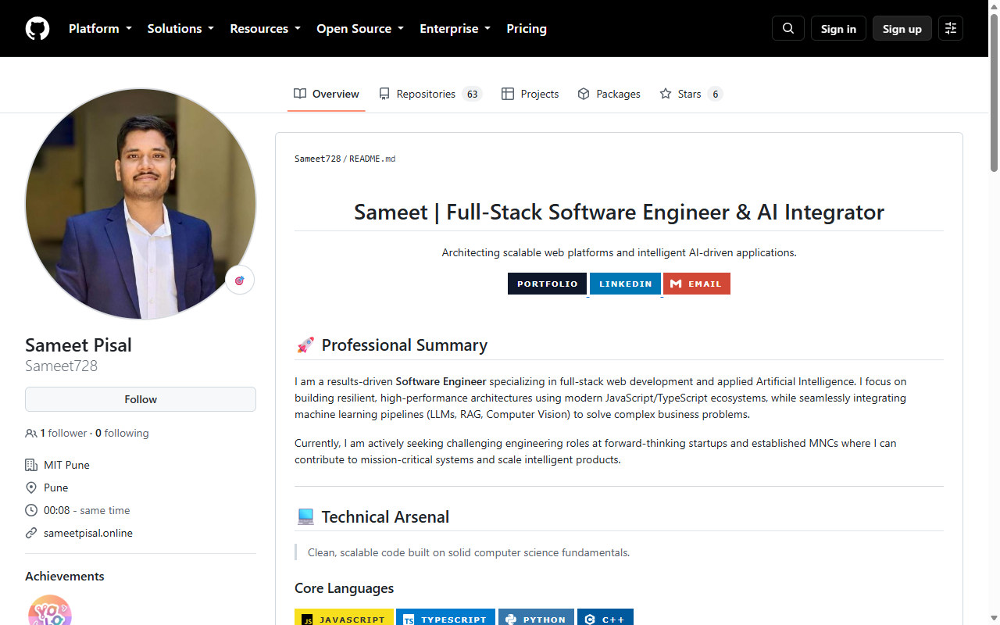 Platform
Solutions
Resources
Open Source
Enterprise
Pricing
Sign in
Sign up
Overview
Repositories 63
Projects
Packages
Stars 6
Sameet Pisal
Sameet728
Follow
1 follower · 0 following
MIT Pune
Pune
00:08 - same time
sameetpisal.online
Achievements
YOLO
Sameet728 / README.md
Sameet | Full-Stack Software Engineer & AI Integrator
Architecting scalable web platforms and intelligent AI-driven applications.
PORTFOLIO LINKEDIN EMAIL
🚀 Professional Summary
I am a results-driven Software Engineer specializing in full-stack web development and applied Artificial Intelligence. I focus on
building resilient, high-performance architectures using modern JavaScript/TypeScript ecosystems, while seamlessly integrating
machine learning pipelines (LLMs, RAG, Computer Vision) to solve complex business problems.
Currently, I am actively seeking challenging engineering roles at forward-thinking startups and established MNCs where I can
contribute to mission-critical systems and scale intelligent products.
💻 Technical Arsenal
Clean, scalable code built on solid computer science fundamentals.
Core Languages
JS JAVASCRIPT TS TYPESCRIPT PYTHON C++